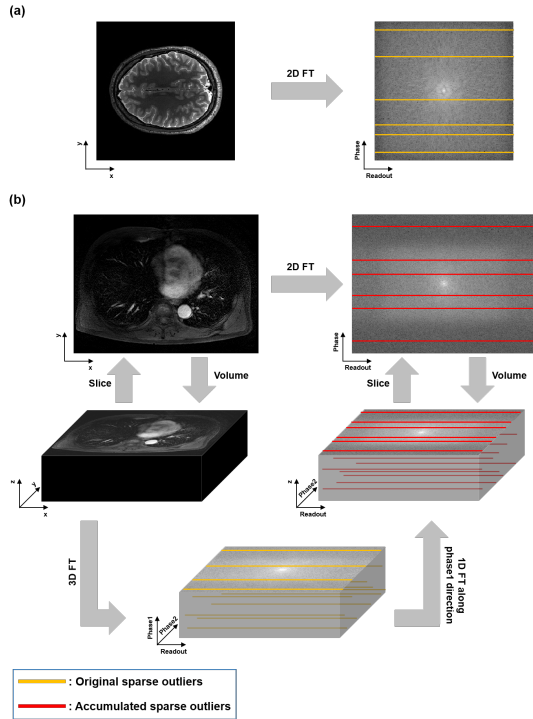 (a)
2D FT
y
x
Phase
Readout
(b)
2D FT
y
x
Phase
Readout
Slice
Volume
Slice
Volume
z
y
x
z
Phase2
Readout
3D FT
Phase1
Phase2
Readout
1D FT along
phase1 direction
: Original sparse outliers
: Accumulated sparse outliers